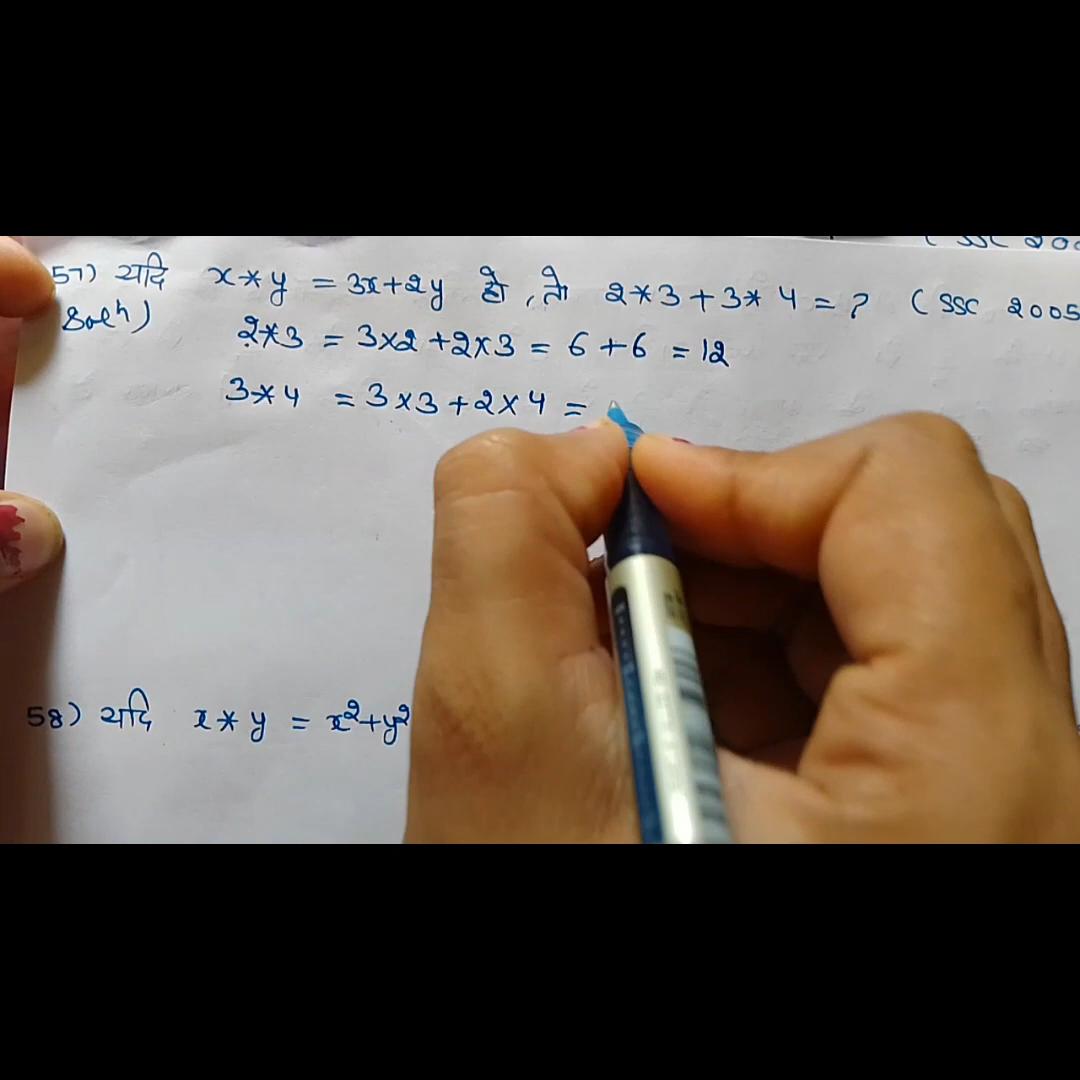 57) यदि x*y = 3x+2y हो, तो 2*3+3*4=? (SSC 2005
Soln)
2*3 = 3×2+2×3 = 6+6 = 12
3*4 = 3×3+2×4 =
58) यदि x*y = x²+y²